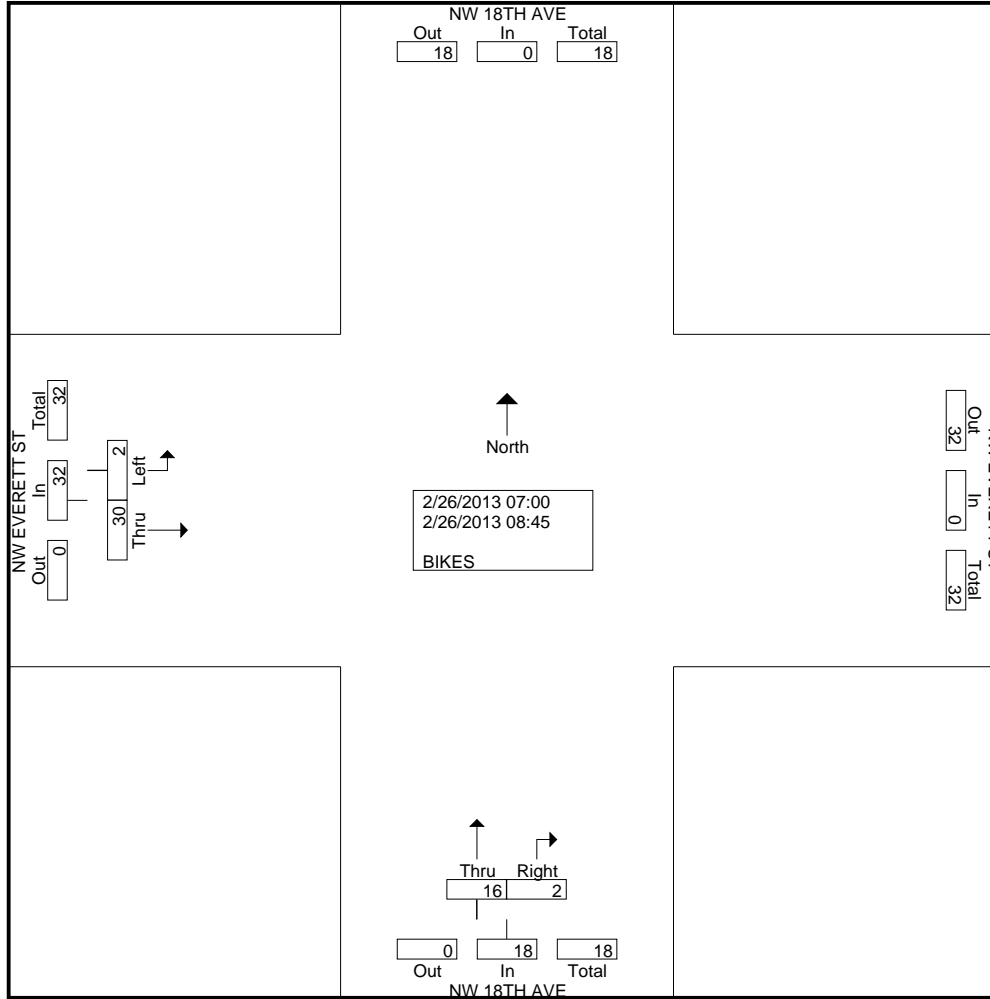 NW 18TH AVE
Out In Total
18 0 18
NW EVERETT ST
Total In Out
32 32 0
Left Thru
2 30
North
2/26/2013 07:00
2/26/2013 08:45
BIKES
Out In Total
32 0 32
Thru Right
16 2
0 18 18
Out In Total
NW 18TH AVE